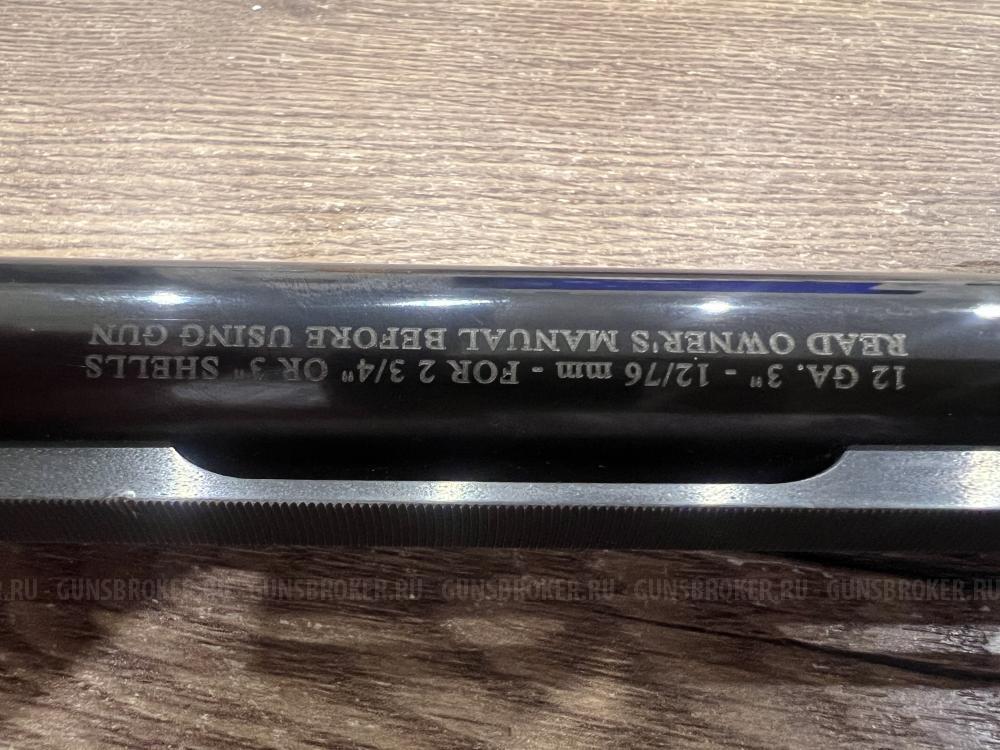 12 GA. 3" - 12/76 mm - FOR 2 3/4" OR 3" SHELLS
READ OWNER'S MANUAL BEFORE USING GUN
.RU - GUNSBROKER.RU - GUNSBROKER.RU - GUNSBROKER.RU - GUNSBROKER.RU - GUNSBROKER.RU